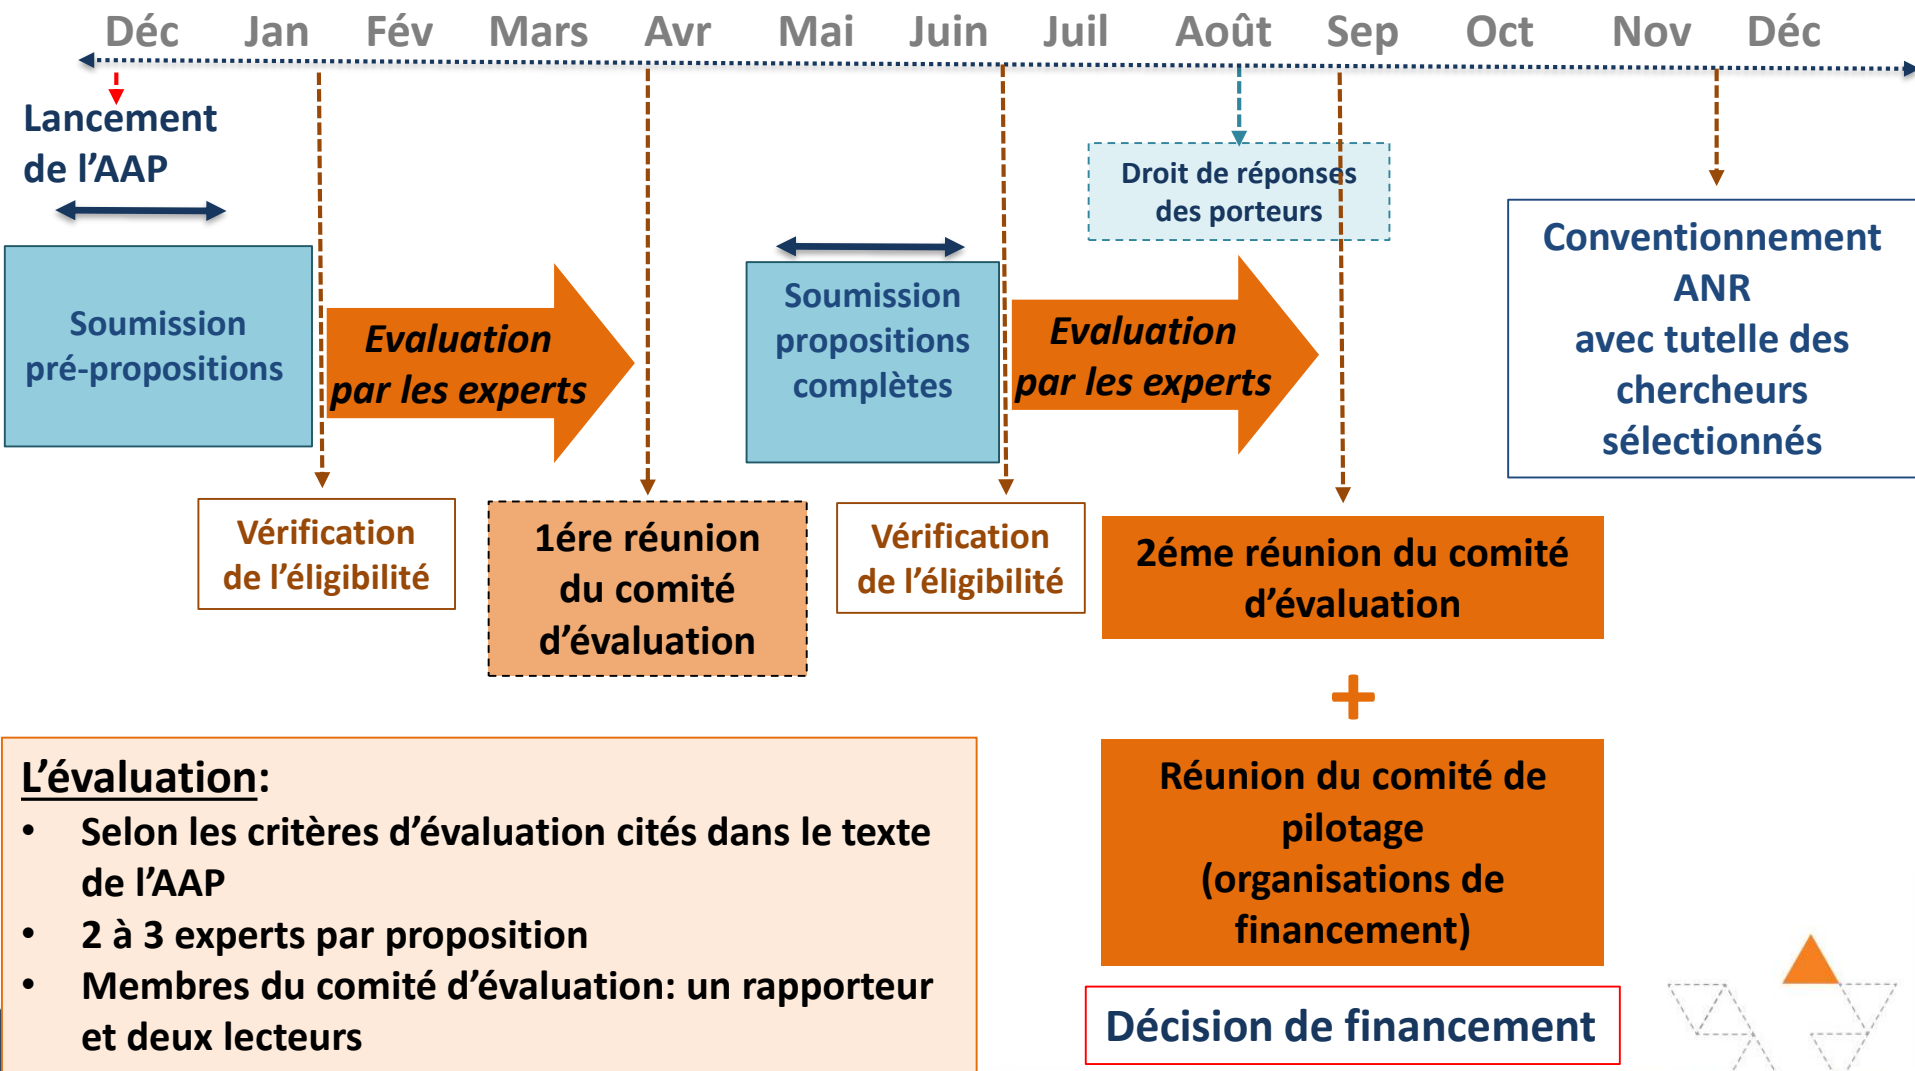 Déc Jan Fév Mars Avr Mai Juin Juil Août Sep Oct Nov Déc
Lancement
de l’AAP
Droit de réponses
des porteurs
Soumission
pré-propositions
Evaluation
par les experts
Soumission
propositions
complètes
Evaluation
par les experts
Conventionnement
ANR
avec tutelle des
chercheurs
sélectionnés
Vérification
de l’éligibilité
1ére réunion
du comité
d’évaluation
Vérification
de l’éligibilité
2éme réunion du comité
d’évaluation
+
Réunion du comité de
pilotage
(organisations de
financement)
Décision de financement
L’évaluation:
• Selon les critères d’évaluation cités dans le texte
de l’AAP
• 2 à 3 experts par proposition
• Membres du comité d’évaluation: un rapporteur
et deux lecteurs